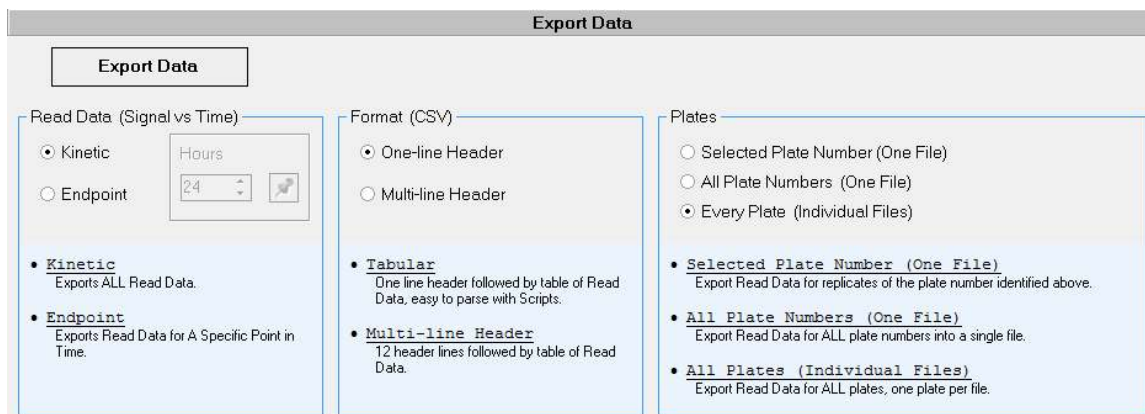 Export Data
Export Data
Read Data (Signal vs Time)
Kinetic
Hours
24
Endpoint
Kinetic
Exports ALL Read Data.
Endpoint
Exports Read Data for A Specific Point in
Time.
Format (CSV)
One-line Header
Multi-line Header
Tabular
One line header followed by table of Read
Data, easy to parse with Scripts.
Multi-line Header
12 header lines followed by table of Read
Data.
Plates
Selected Plate Number (One File)
All Plate Numbers (One File)
Every Plate (Individual Files)
Selected Plate Number (One File)
Export Read Data for replicates of the plate number identified above.
All Plate Numbers (One File)
Export Read Data for ALL plate numbers into a single file.
All Plates (Individual Files)
Export Read Data for ALL plates, one plate per file.